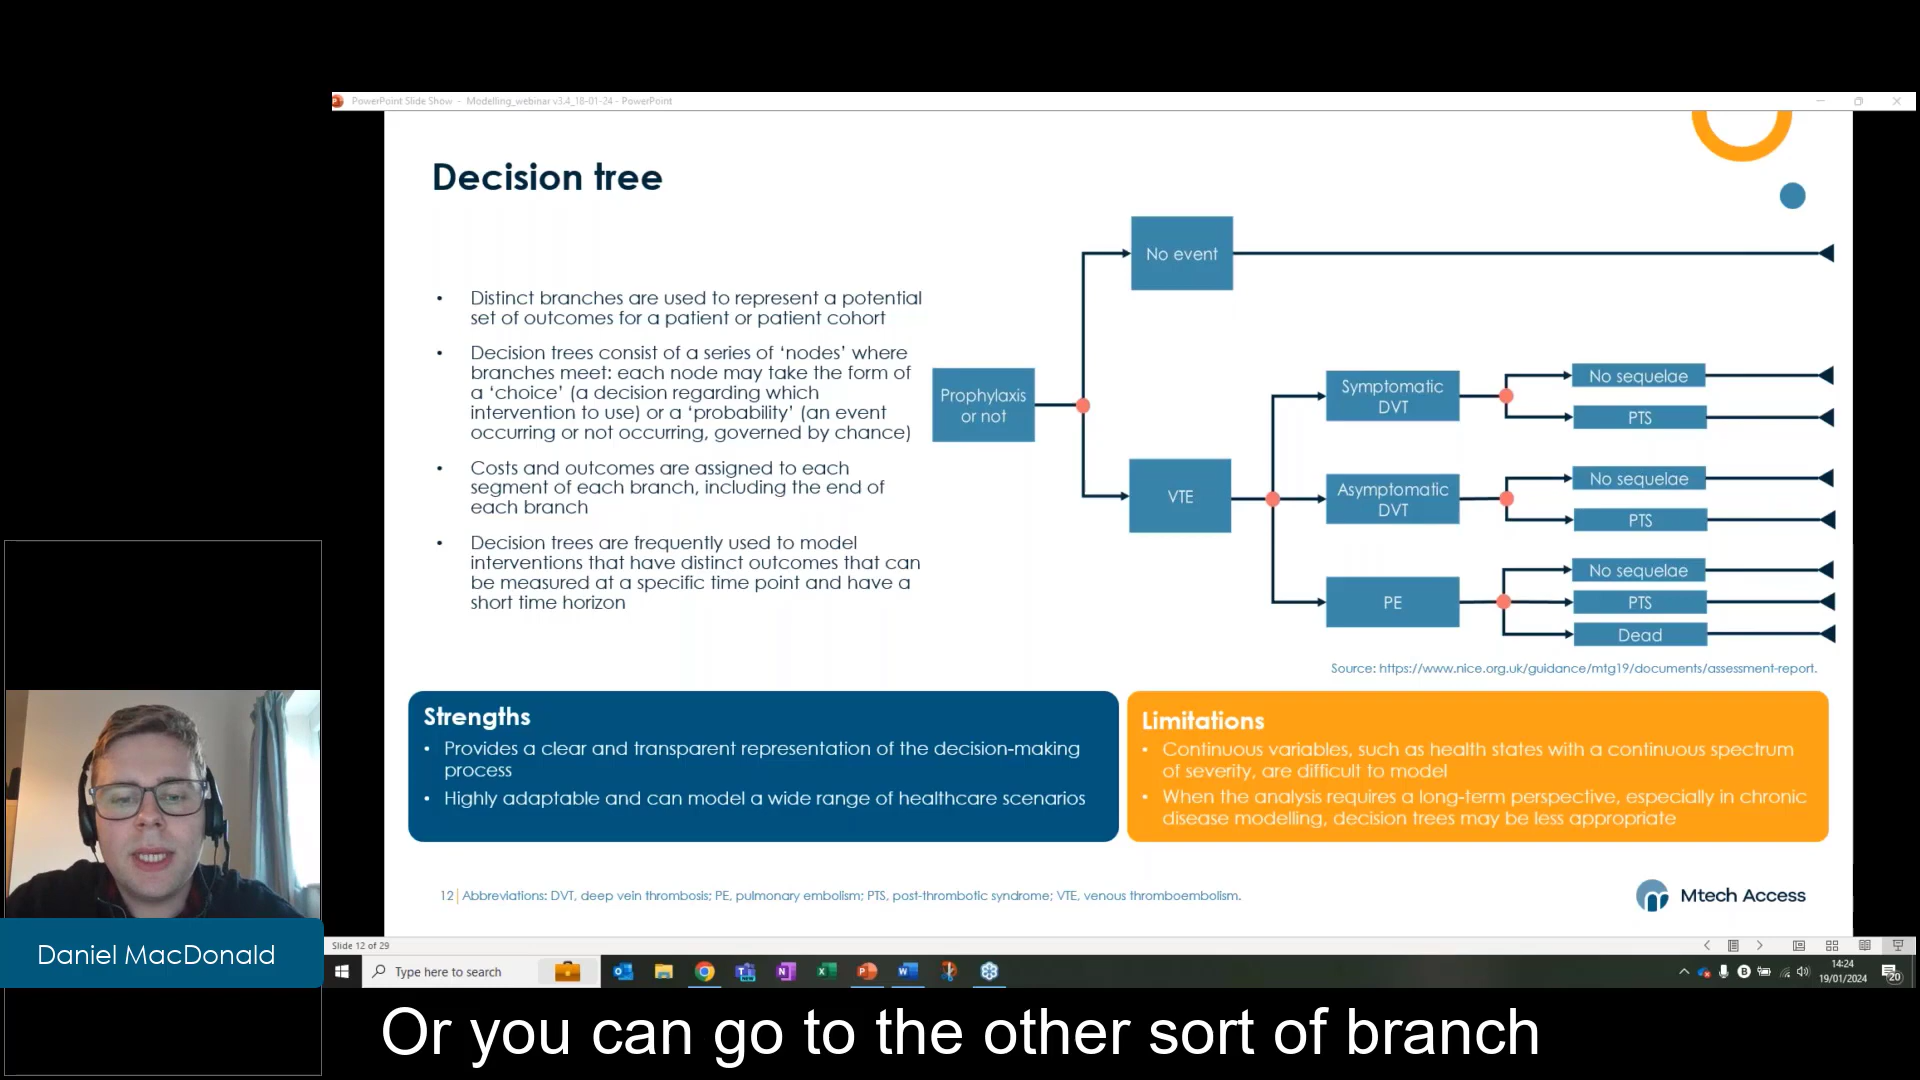 PowerPoint Slide Show - Modelling_webinar v3.4_18-01-24 - PowerPoint
Decision tree
• Distinct branches are used to represent a potential
set of outcomes for a patient or patient cohort
• Decision trees consist of a series of ‘nodes’ where
branches meet: each node may take the form of
a ‘choice’ (a decision regarding which
intervention to use) or a ‘probability’ (an event
occurring or not occurring, governed by chance)
• Costs and outcomes are assigned to each
segment of each branch, including the end of
each branch
• Decision trees are frequently used to model
interventions that have distinct outcomes that can
be measured at a specific time point and have a
short time horizon
Prophylaxis
or not
No event
VTE
Symptomatic
DVT
No sequelae
PTS
Asymptomatic
DVT
No sequelae
PTS
PE
No sequelae
PTS
Dead
Source: https://www.nice.org.uk/guidance/mtg19/documents/assessment-report.
Strengths
• Provides a clear and transparent representation of the decision-making
process
• Highly adaptable and can model a wide range of healthcare scenarios
Limitations
• Continuous variables, such as health states with a continuous spectrum
of severity, are difficult to model
• When the analysis requires a long-term perspective, especially in chronic
disease modelling, decision trees may be less appropriate
12 Abbreviations: DVT, deep vein thrombosis; PE, pulmonary embolism; PTS, post-thrombotic syndrome; VTE, venous thromboembolism.
Mtech Access
Daniel MacDonald
Slide 12 of 29
Type here to search
14:24
19/01/2024
20
Or you can go to the other sort of branch